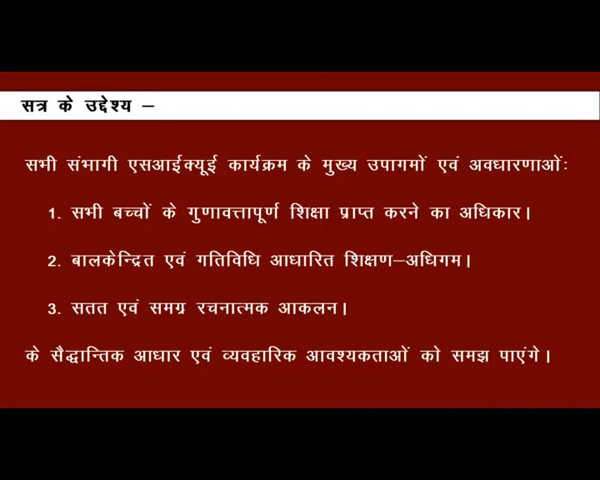 सत्र के उद्देश्य –
सभी संभागी एसआईक्यूई कार्यक्रम के मुख्य उपागमों एवं अवधारणाओं:
1. सभी बच्चों के गुणावत्तापूर्ण शिक्षा प्राप्त करने का अधिकार।
2. बालकेन्द्रित एवं गतिविधि आधारित शिक्षण–अधिगम।
3. सतत एवं समग्र रचनात्मक आकलन।
के सैद्धान्तिक आधार एवं व्यवहारिक आवश्यकताओं को समझ पाएंगे।